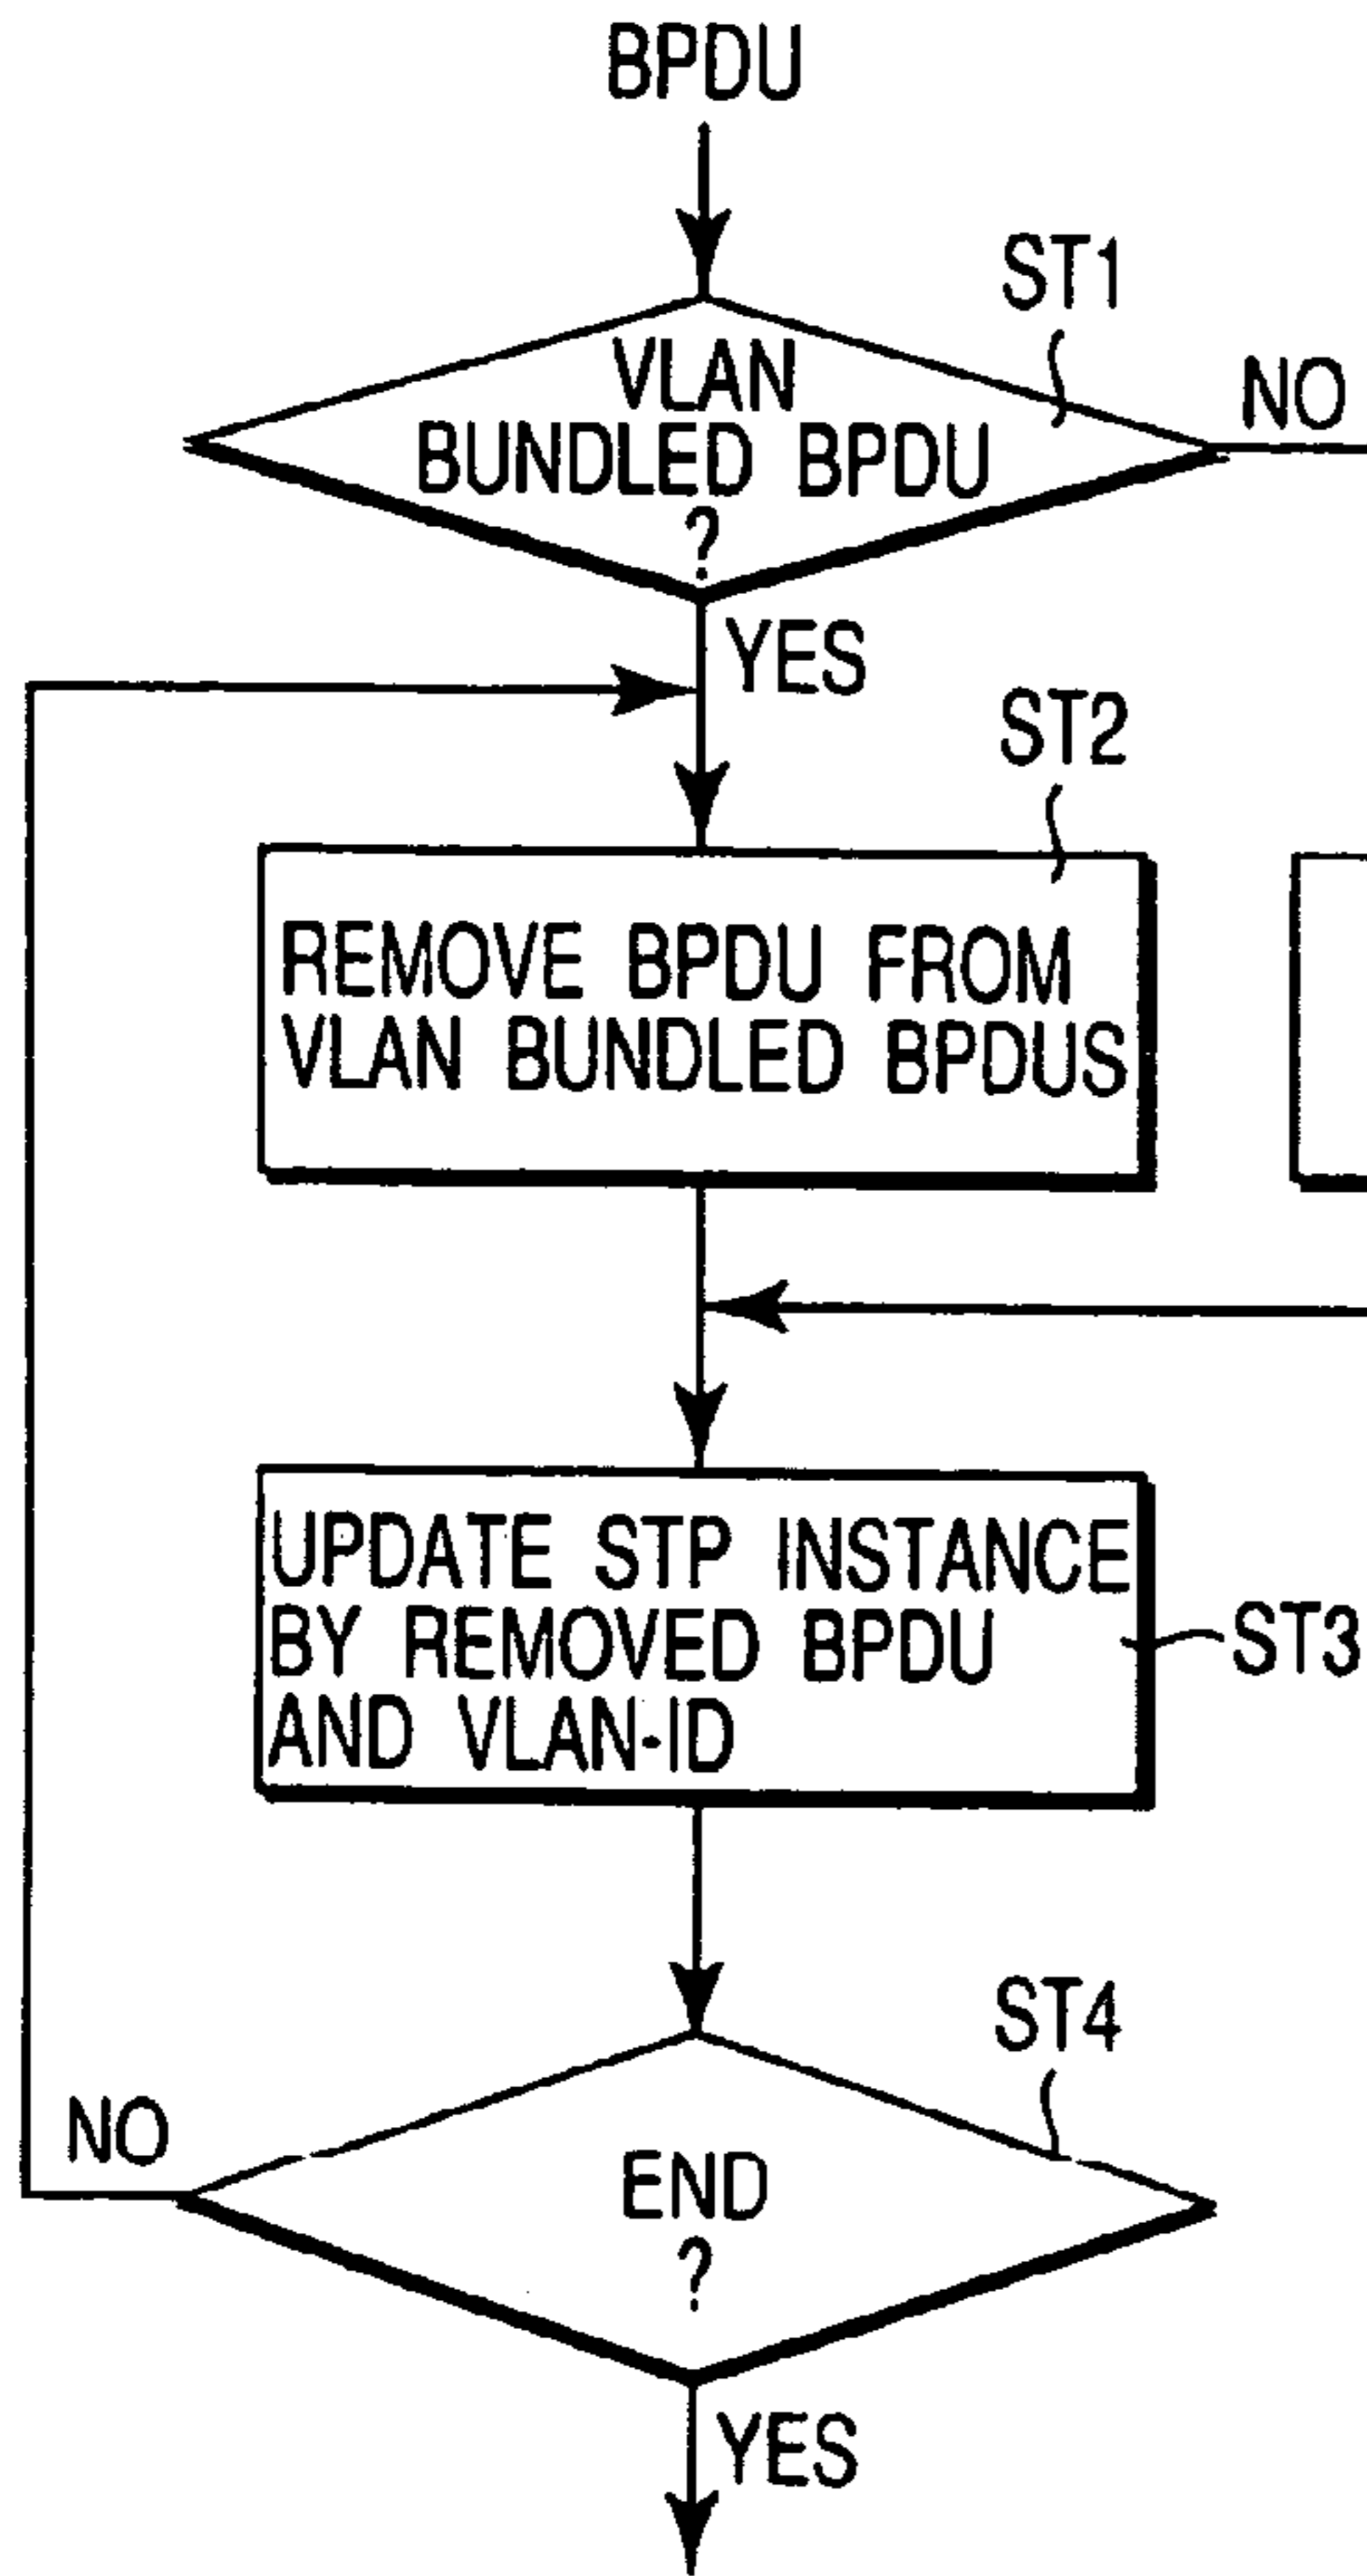 BPDU
ST1
VLAN
BUNDLED BPDU
?
NO
YES
ST2
REMOVE BPDU FROM
VLAN BUNDLED BPDUS
UPDATE STP INSTANCE
BY REMOVED BPDU
AND VLAN-ID
ST3
ST4
NO
END
?
YES